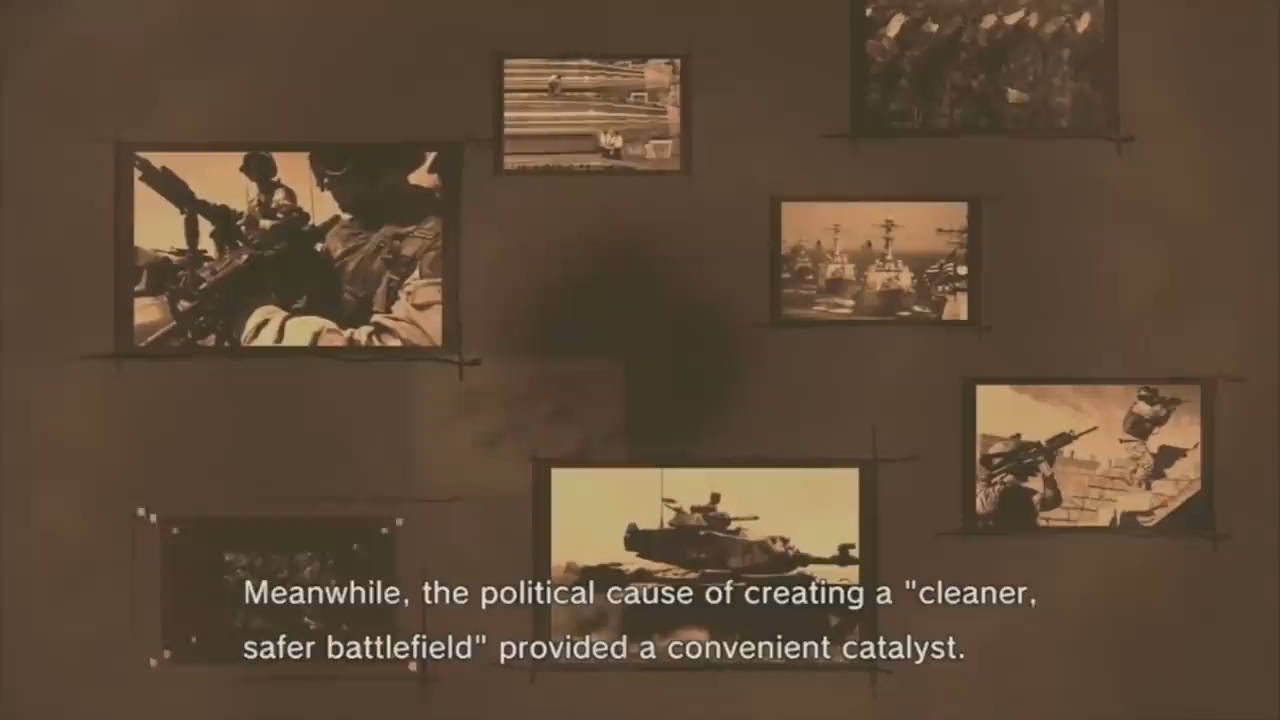 Meanwhile, the political cause of creating a "cleaner,
safer battlefield" provided a convenient catalyst.